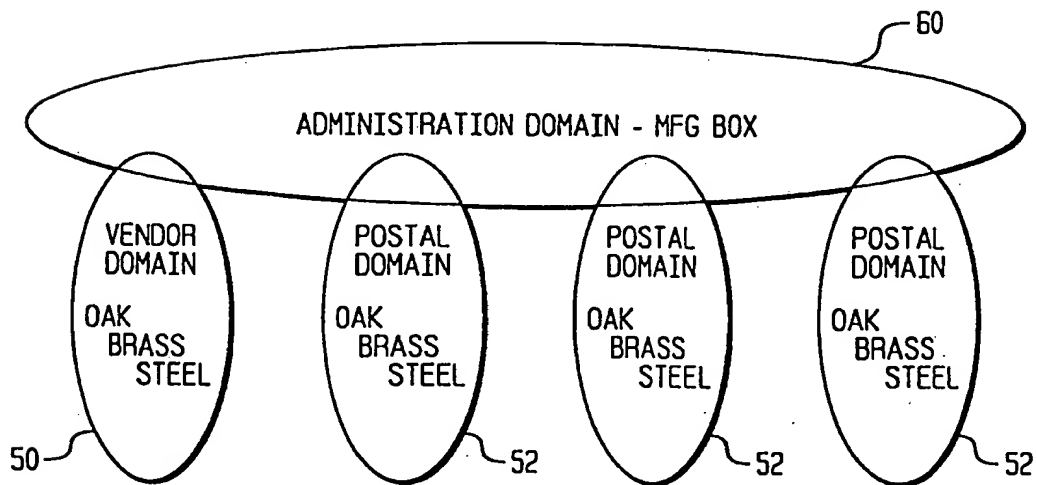 60
ADMINISTRATION DOMAIN - MFG BOX
VENDOR
DOMAIN
OAK
BRASS
STEEL
POSTAL
DOMAIN
OAK
BRASS
STEEL
POSTAL
DOMAIN
OAK
BRASS
STEEL
POSTAL
DOMAIN
OAK
BRASS
STEEL
50
52
52
52